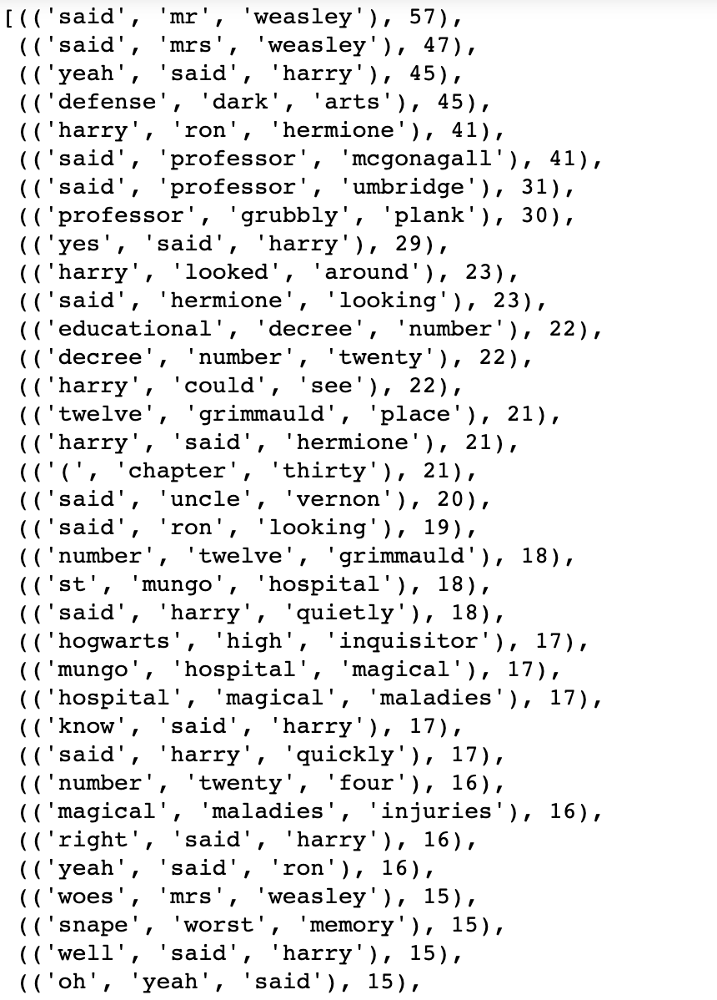 [(('said', 'mr', 'weasley'), 57),
(('said', 'mrs', 'weasley'), 47),
(('yeah', 'said', 'harry'), 45),
(('defense', 'dark', 'arts'), 45),
(('harry', 'ron', 'hermione'), 41),
(('said', 'professor', 'mcgonagall'), 41),
(('said', 'professor', 'umbridge'), 31),
(('professor', 'grubbly', 'plank'), 30),
(('yes', 'said', 'harry'), 29),
(('harry', 'looked', 'around'), 23),
(('said', 'hermione', 'looking'), 23),
(('educational', 'decree', 'number'), 22),
(('decree', 'number', 'twenty'), 22),
(('harry', 'could', 'see'), 22),
(('twelve', 'grimmauld', 'place'), 21),
(('harry', 'said', 'hermione'), 21),
(('(', 'chapter', 'thirty'), 21),
(('said', 'uncle', 'vernon'), 20),
(('said', 'ron', 'looking'), 19),
(('number', 'twelve', 'grimmauld'), 18),
(('st', 'mungo', 'hospital'), 18),
(('said', 'harry', 'quietly'), 18),
(('hogwarts', 'high', 'inquisitor'), 17),
(('mungo', 'hospital', 'magical'), 17),
(('hospital', 'magical', 'maladies'), 17),
(('know', 'said', 'harry'), 17),
(('said', 'harry', 'quickly'), 17),
(('number', 'twenty', 'four'), 16),
(('magical', 'maladies', 'injuries'), 16),
(('right', 'said', 'harry'), 16),
(('yeah', 'said', 'ron'), 16),
(('woes', 'mrs', 'weasley'), 15),
(('snape', 'worst', 'memory'), 15),
(('well', 'said', 'harry'), 15),
(('oh', 'yeah', 'said'), 15),